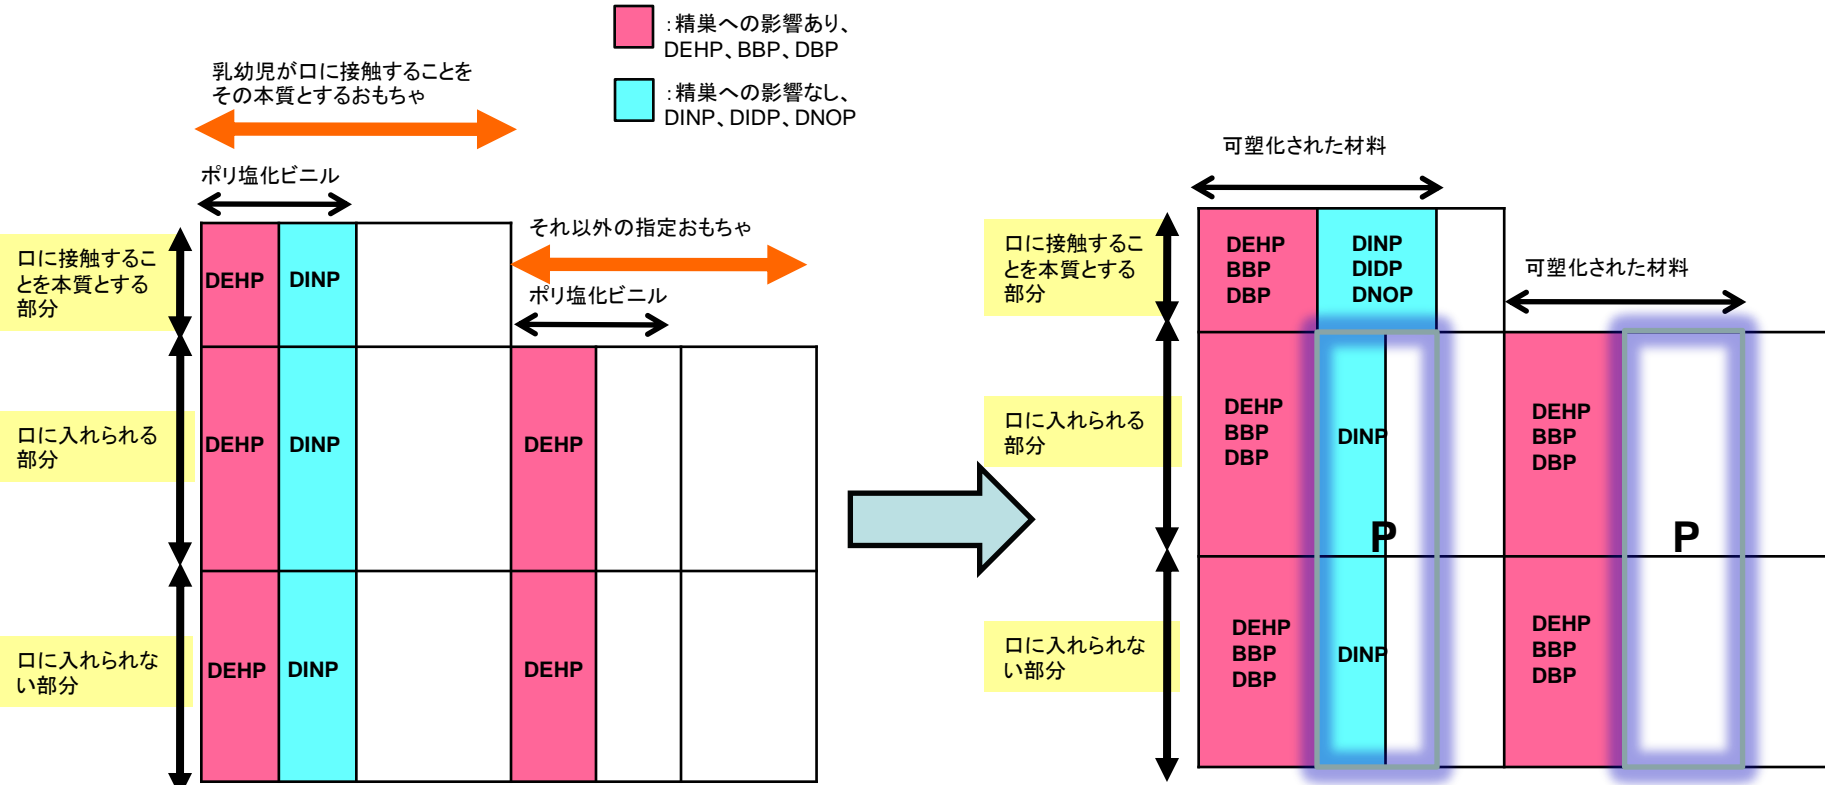 :精巣への影響あり、
DEHP、BBP、DBP
:精巣への影響なし、
DINP、DIDP、DNOP
乳幼児が口に接触することを
その本質とするおもちゃ
ポリ塩化ビニル
それ以外の指定おもちゃ
ポリ塩化ビニル
口に接触するこ
とを本質とする
部分
DEHP
DINP
口に入れられる
部分
DEHP
DINP
DEHP
口に入れられな
い部分
DEHP
DINP
DEHP
可塑化された材料
可塑化された材料
口に接触するこ
とを本質とする
部分
DEHP
BBP
DBP
DINP
DIDP
DNOP
口に入れられる
部分
DEHP
BBP
DBP
DINP
DEHP
BBP
DBP
P
P
口に入れられな
い部分
DEHP
BBP
DBP
DINP
DEHP
BBP
DBP